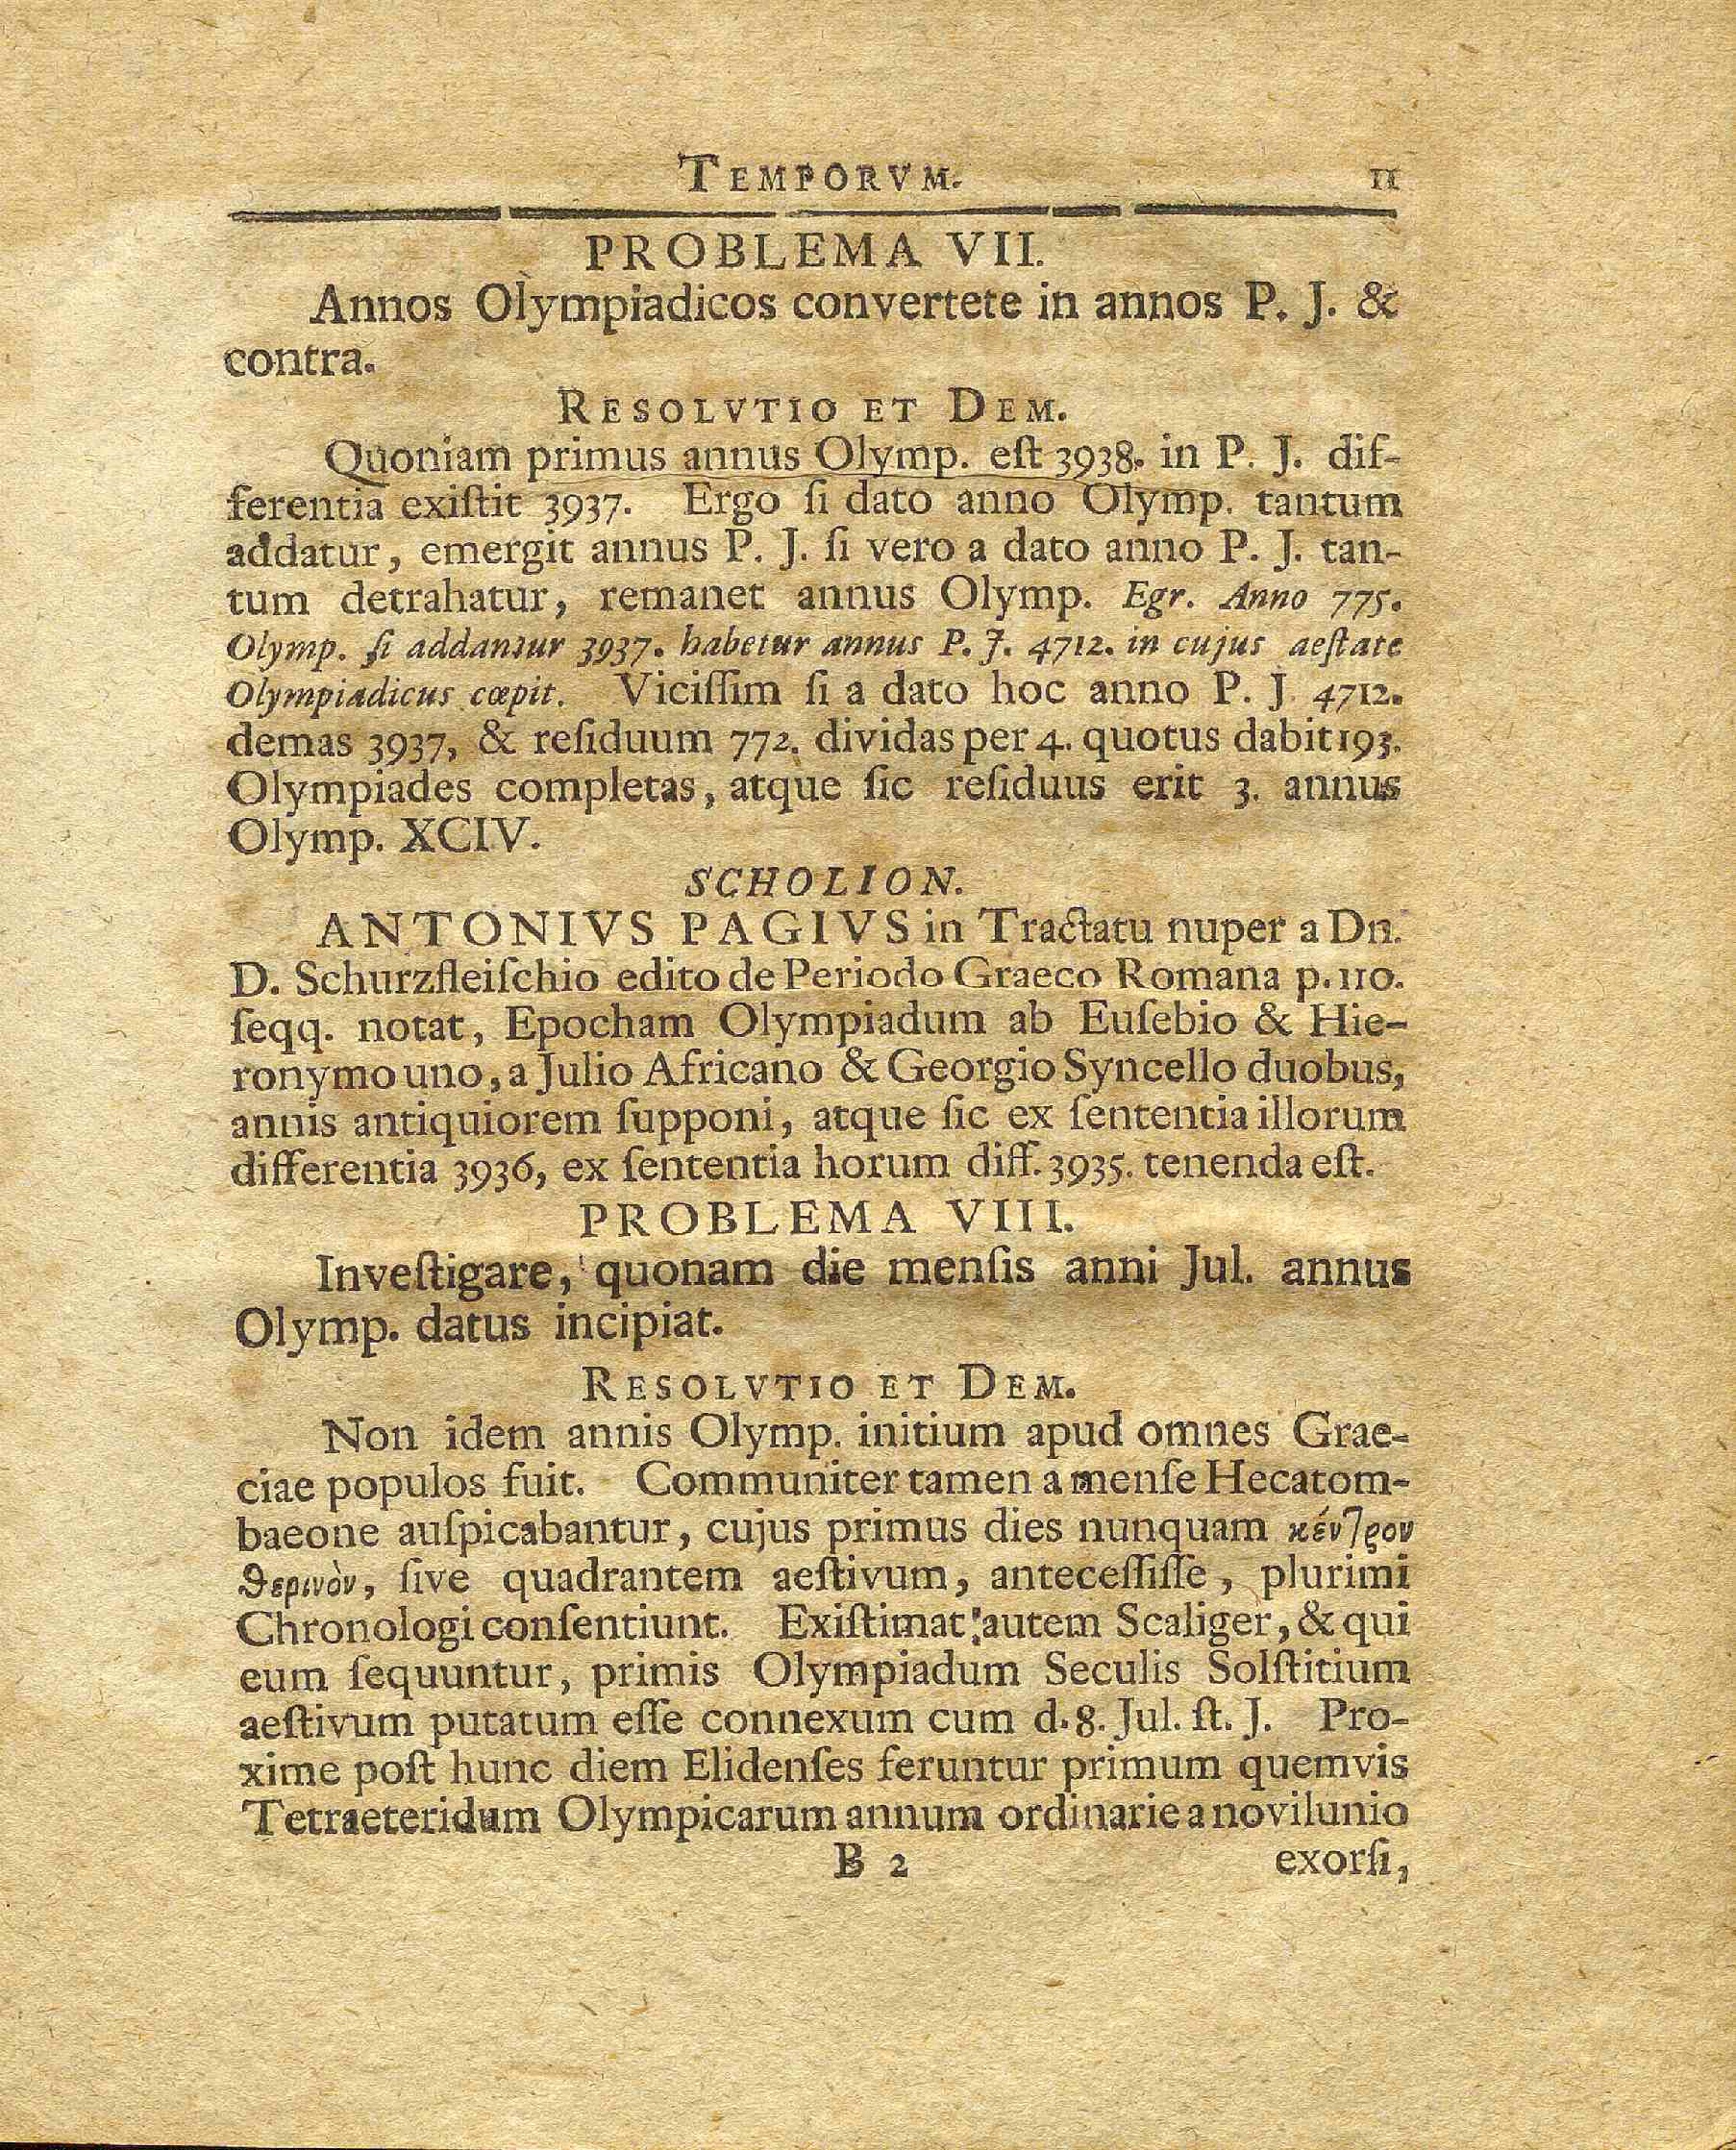 TEMPORVM. 11
PROBLEMA VII.
Annos Olympiadicos convertete in annos P. J. &
contra.
RESOLVTIO ET DEM.
Quoniam primus annus Olymp. eſt 3938. in P. J. dif-
ferentia exiſtit 3937. Ergo ſi dato anno Olymp. tantum
addatur, emergit annus P. J. ſi vero a dato anno P. J. tan-
tum detrahatur, remanet annus Olymp. Egr. Anno 775.
Olymp. ſi addantur 3937. habetur annus P. J. 4712. in cujus aeſtate
Olympiadicus cœpit. Viciſſim ſi a dato hoc anno P. J. 4712.
demas 3937, & reſiduum 772. dividas per 4. quotus dabit 193.
Olympiades completas, atque ſic reſiduus erit 3. annus
Olymp. XCIV.
SCHOLION.
ANTONIVS PAGIVS in Tractatu nuper a Dn.
D. Schurzfleiſchio edito de Periodo Graeco Romana p. 110.
ſeqq. notat, Epocham Olympiadum ab Euſebio & Hie-
ronymo uno, a Julio Africano & Georgio Syncello duobus,
annis antiquiorem ſupponi, atque ſic ex ſententia illorum
differentia 3936, ex ſententia horum diff. 3935. tenenda eſt.
PROBLEMA VIII.
Inveſtigare, quonam die menſis anni Jul. annus
Olymp. datus incipiat.
RESOLVTIO ET DEM.
Non idem annis Olymp. initium apud omnes Grae-
ciae populos fuit. Communiter tamen a menſe Hecatom-
baeone auſpicabantur, cujus primus dies nunquam κέντρον
θερινὸν, ſive quadrantem aeſtivum, anteceſſiſſe, plurimi
Chronologi conſentiunt. Exiſtimat autem Scaliger, & qui
eum ſequuntur, primis Olympiadum Seculis Solſtitium
aeſtivum putatum eſſe connexum cum d. 8. Jul. ſt. J. Pro-
xime poſt hunc diem Elidenſes feruntur primum quemvis
Tetraeteridum Olympicarum annum ordinarie a novilunio
B 2 exorſi,